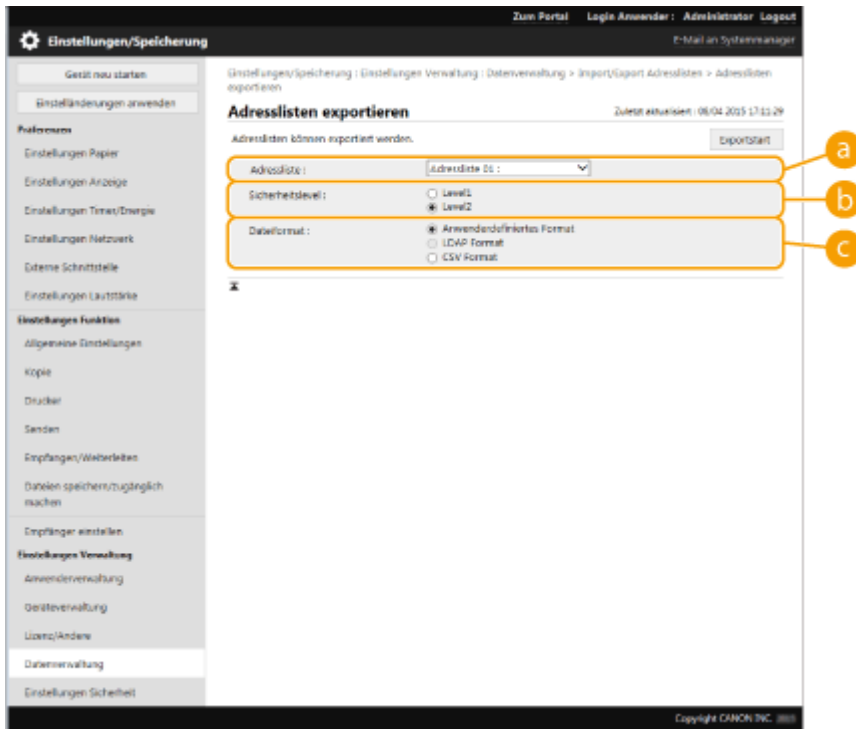 Zum Portal Login Anwender : Administrator Logout
Einstellungen/Speicherung E-Mail an Systemmanager
Gerät neu starten
Einstelländerungen anwenden
Präferenzen
Einstellungen Papier
Einstellungen Anzeige
Einstellungen Timer/Energie
Einstellungen Netzwerk
Externe Schnittstelle
Einstellungen Lautstärke
Einstellungen Funktion
Allgemeine Einstellungen
Kopie
Drucker
Senden
Empfangen/Weiterleiten
Dateien speichern/zugänglich
machen
Empfänger einstellen
Einstellungen Verwaltung
Anwenderverwaltung
Geräteverwaltung
Lizenz/Andere
Datenverwaltung
Einstellungen Sicherheit
Einstellungen/Speicherung : Einstellungen Verwaltung : Datenverwaltung > Import/Export Adresslisten > Adresslisten
exportieren
Adresslisten exportieren Zuletzt aktualisiert : 06/04 2015 17:11:29
Adresslisten können exportiert werden. Exportstart
Adressliste : Adressliste 01 : a
Sicherheitslevel : Level1
Level2 b
Dateiformat : Anwenderdefiniertes Format
LDAP Format c
CSV Format
Copyright CANON INC. 2015